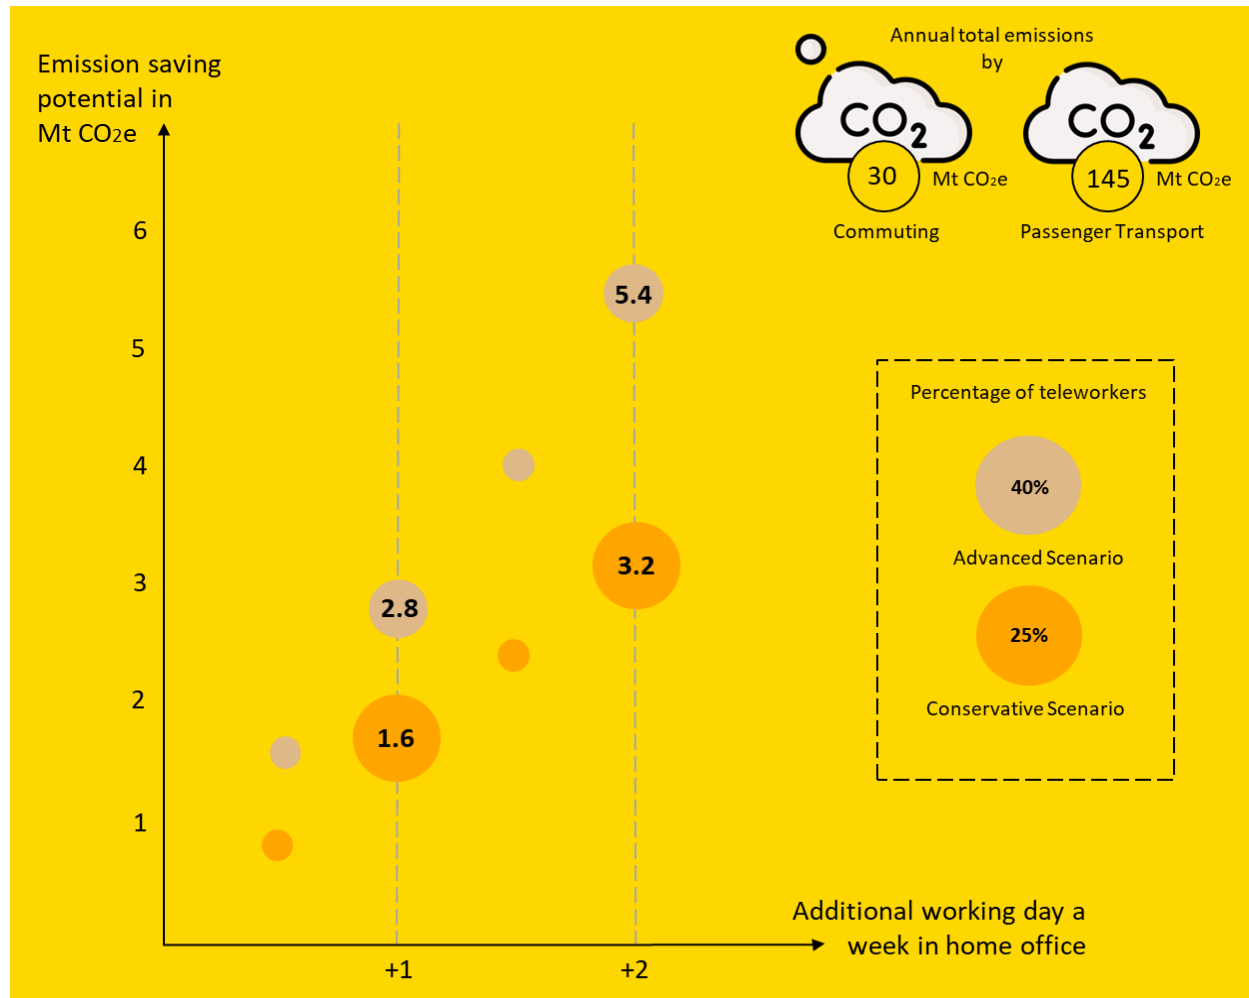 Emission saving
potential in
Mt CO2e
6
5
4
3
2
1
5.4
3.2
2.8
1.6
+1
+2
Additional working day a
week in home office
Annual total emissions
by
CO2
CO2
30
Mt CO2e
145
Mt CO2e
Commuting
Passenger Transport
Percentage of teleworkers
40%
Advanced Scenario
25%
Conservative Scenario